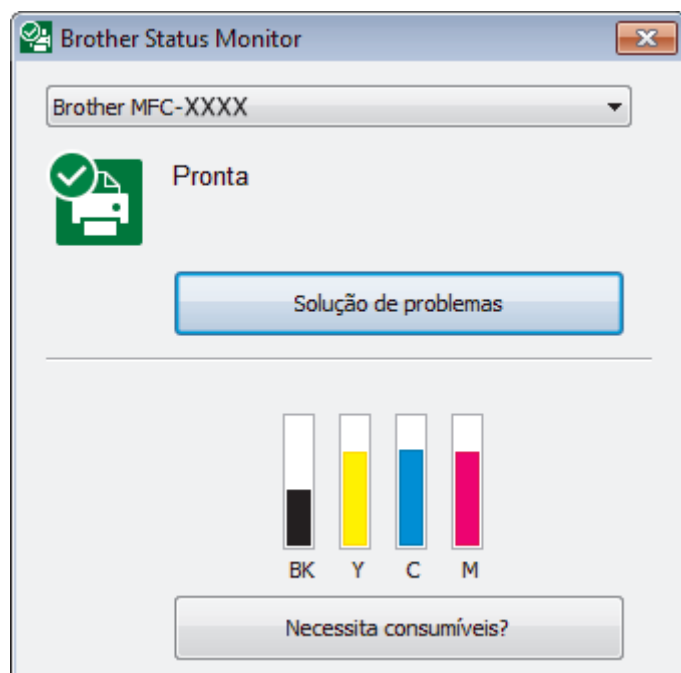 Brother Status Monitor
Brother MFC-XXXX
Pronta
Solução de problemas
BK Y C M
Necessita consumíveis?